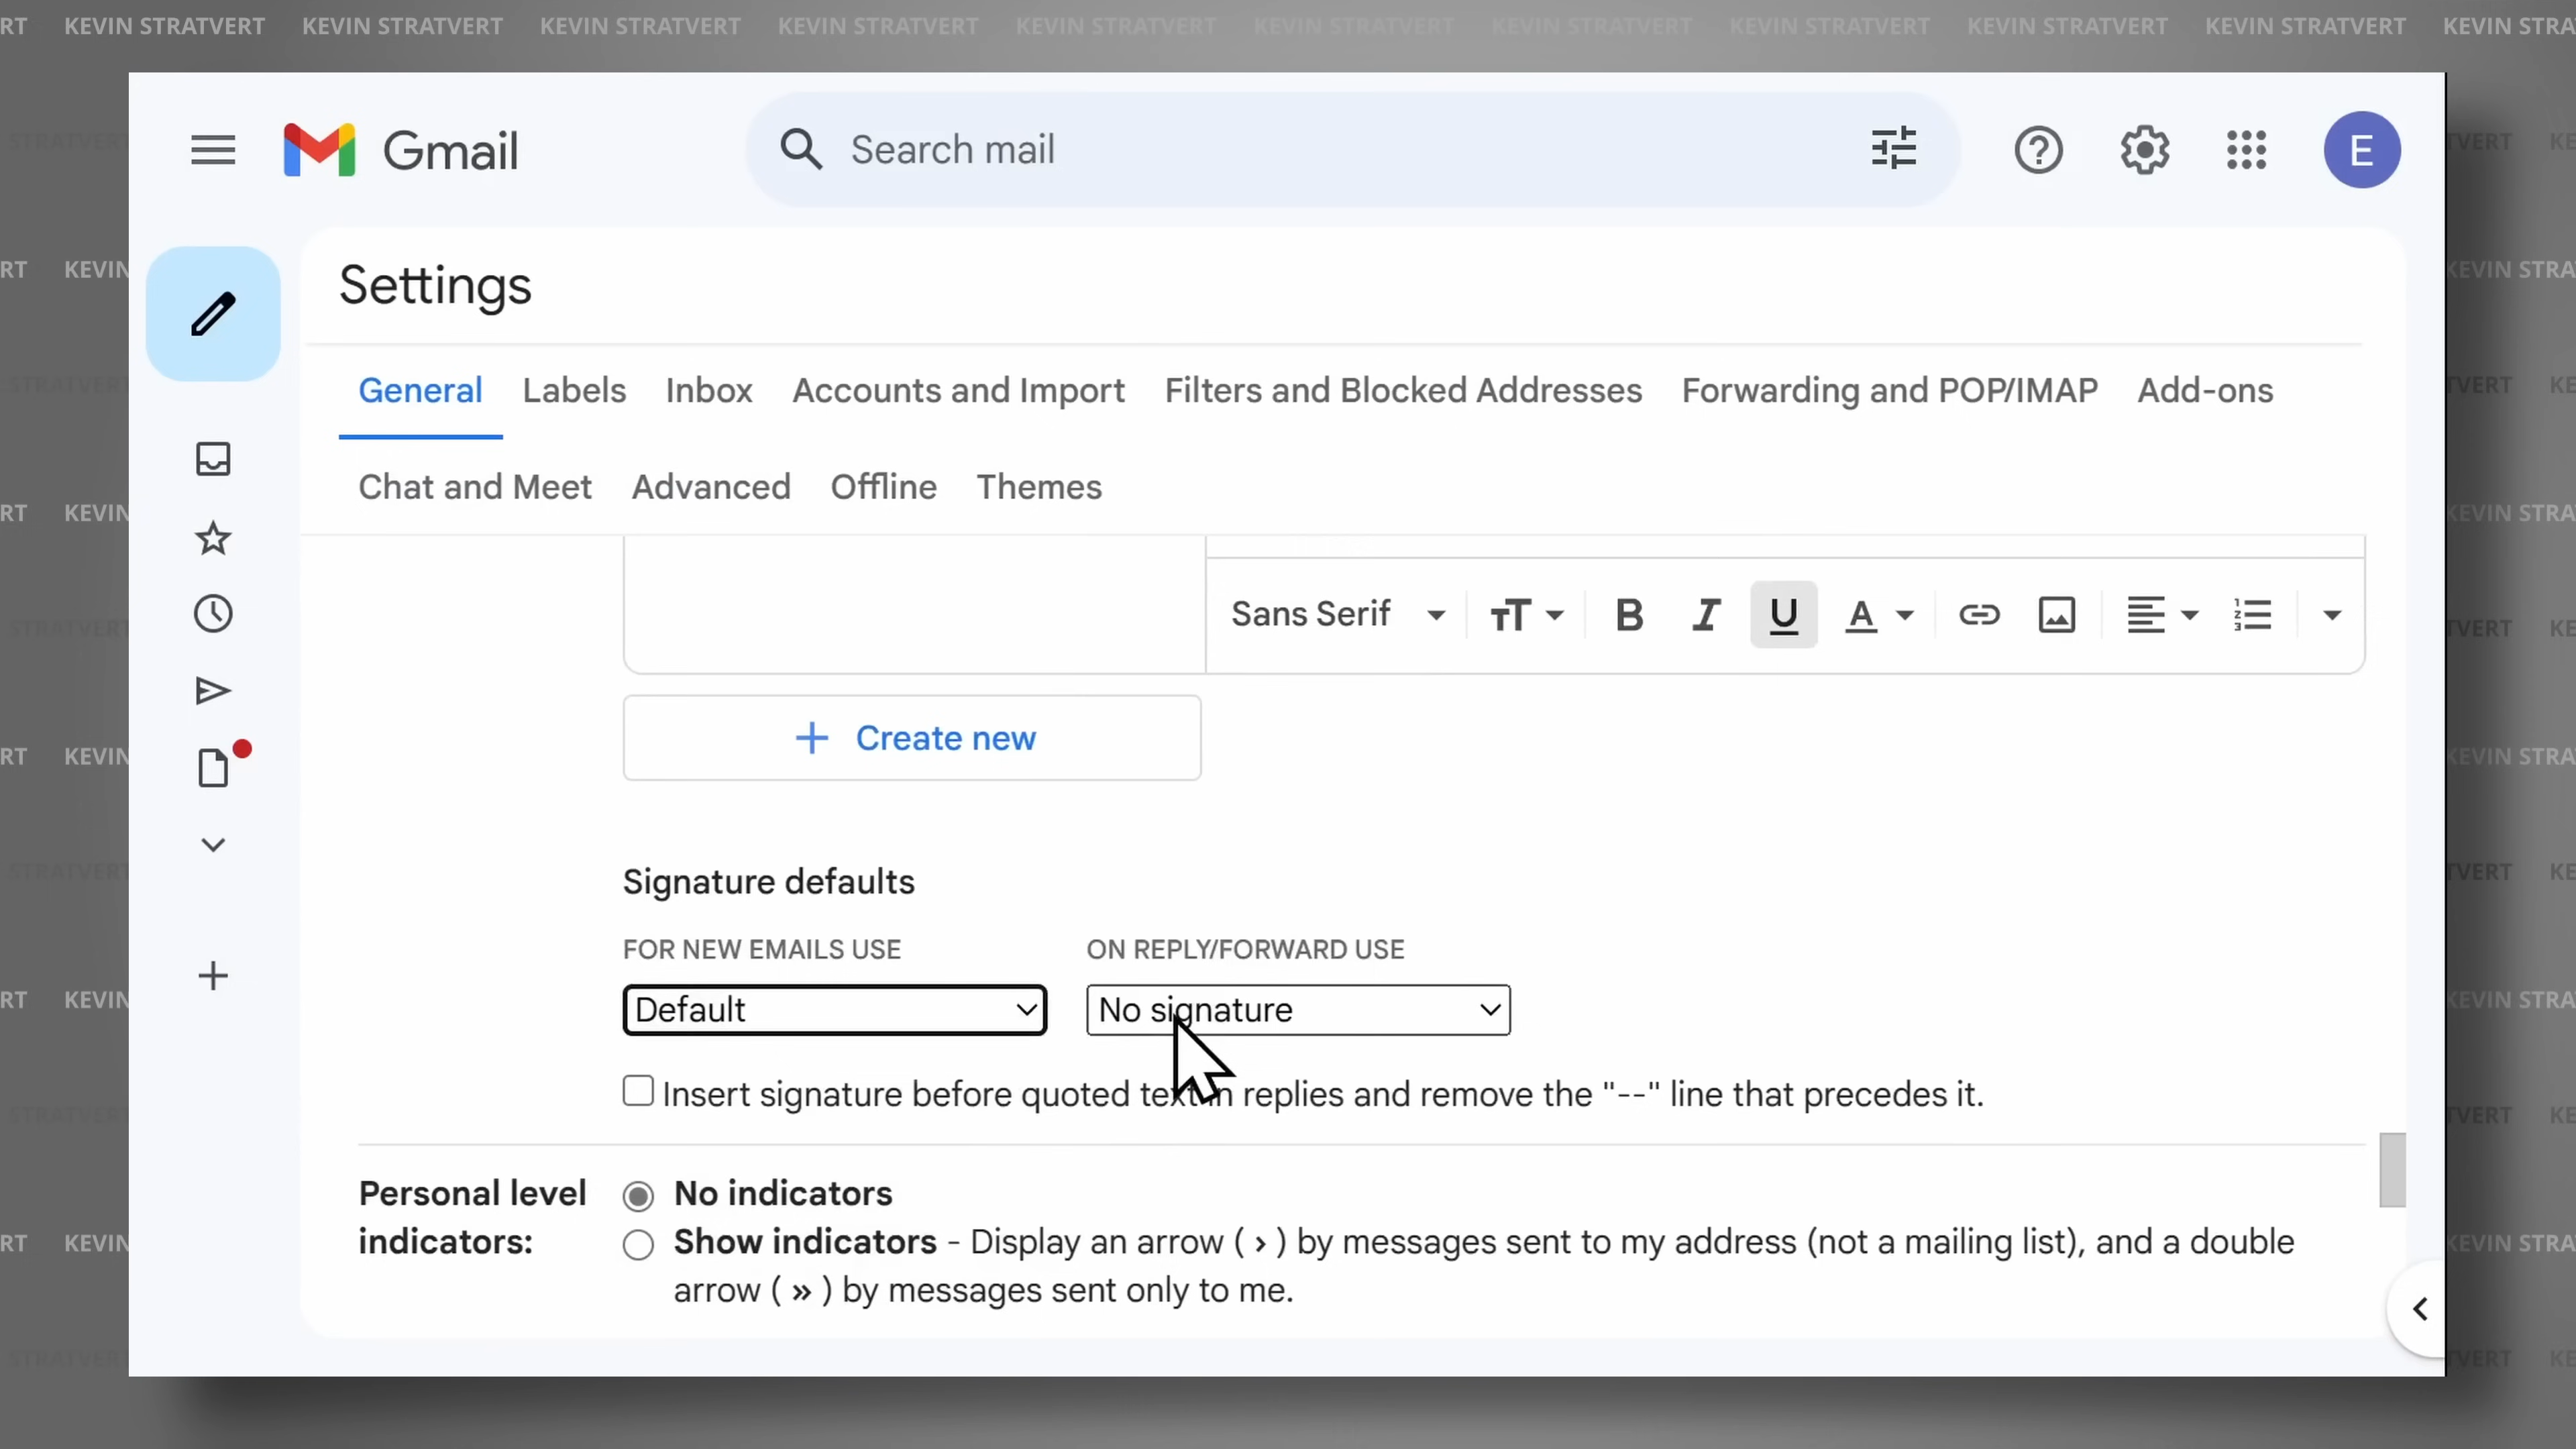 RT KEVIN STRATVERT KEVIN STRATVERT KEVIN STRATVERT KEVIN STRATVERT KEVIN STRATVERT KEVIN STRATVERT KEVIN STRATVERT KEVIN STRATVERT KEVIN STRATVERT KEVIN STRATVERT KEVIN STRA
Gmail
Search mail
E
Settings
General Labels Inbox Accounts and Import Filters and Blocked Addresses Forwarding and POP/IMAP Add-ons
Chat and Meet Advanced Offline Themes
Sans Serif
B I U A
+ Create new
Signature defaults
FOR NEW EMAILS USE ON REPLY/FORWARD USE
Default No signature
Insert signature before quoted text in replies and remove the "--" line that precedes it.
Personal level indicators:
No indicators
Show indicators - Display an arrow ( › ) by messages sent to my address (not a mailing list), and a double
arrow ( » ) by messages sent only to me.